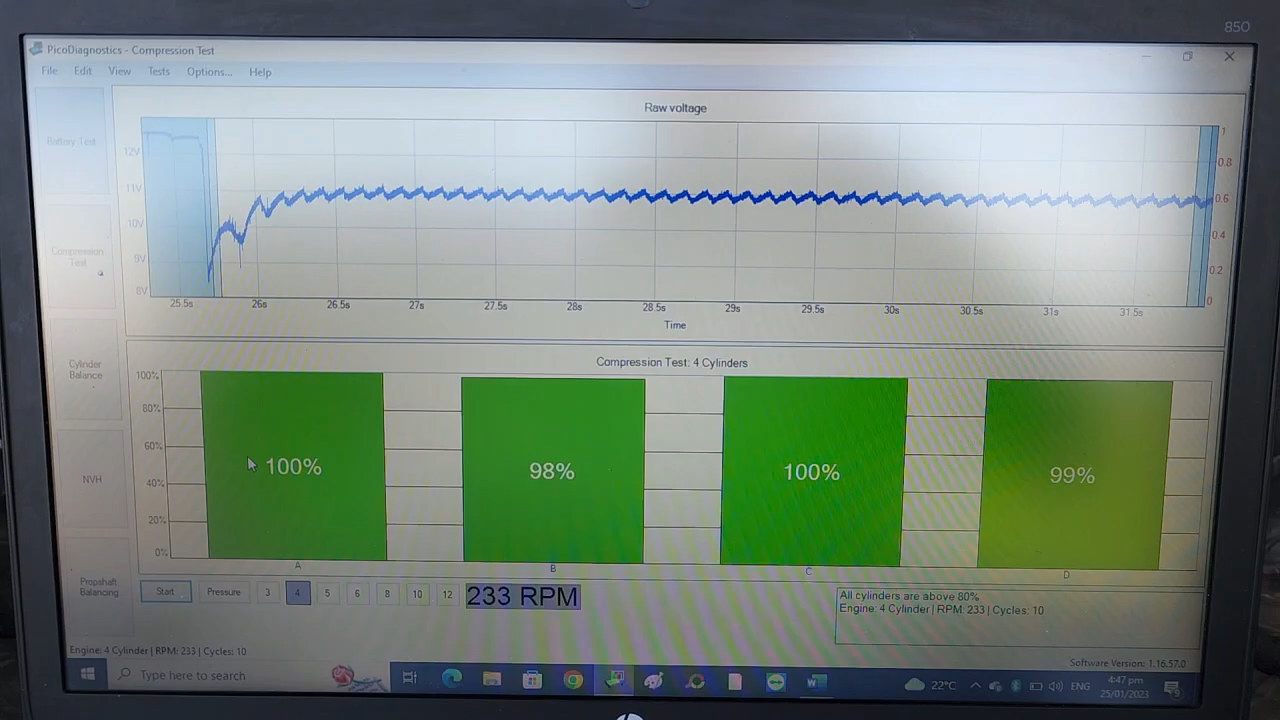 850
PicoDiagnostics - Compression Test
File Edit View Tests Options... Help
Raw voltage
Battery Test
12V
11V
10V
9V
8V
1
0.8
0.6
0.4
0.2
0
25.5s 26s 26.5s 27s 27.5s 28s 28.5s 29s 29.5s 30s 30.5s 31s 31.5s
Time
Compression
Test
Compression Test: 4 Cylinders
Cylinder
Balance
100%
80%
60%
40%
20%
0%
100% 98% 100% 99%
A B C D
NVH
Propshaft
Balancing
Start Pressure 3 4 5 6 8 10 12 233 RPM
All cylinders are above 80%
Engine: 4 Cylinder | RPM: 233 | Cycles: 10
Engine: 4 Cylinder | RPM: 233 | Cycles: 10
Software Version: 1.16.57.0
Type here to search
22°C
ENG
4:47 pm
25/01/2023
9